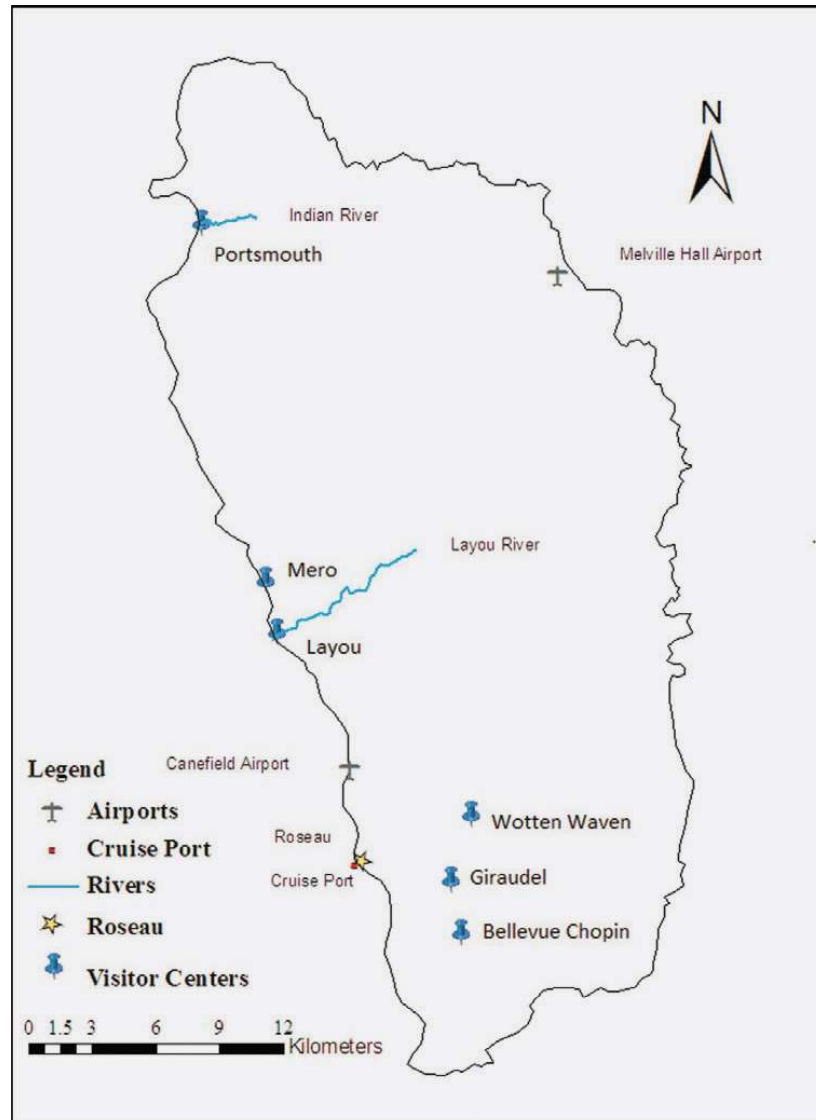 N
Indian River
Portsmouth
Melville Hall Airport
Layou River
Mero
Layou
Canefield Airport
Wotten Waven
Roseau
Cruise Port
Giraudel
Bellevue Chopin
Legend
Airports
Cruise Port
Rivers
Roseau
Visitor Centers
0 1.5 3 6 9 12
Kilometers